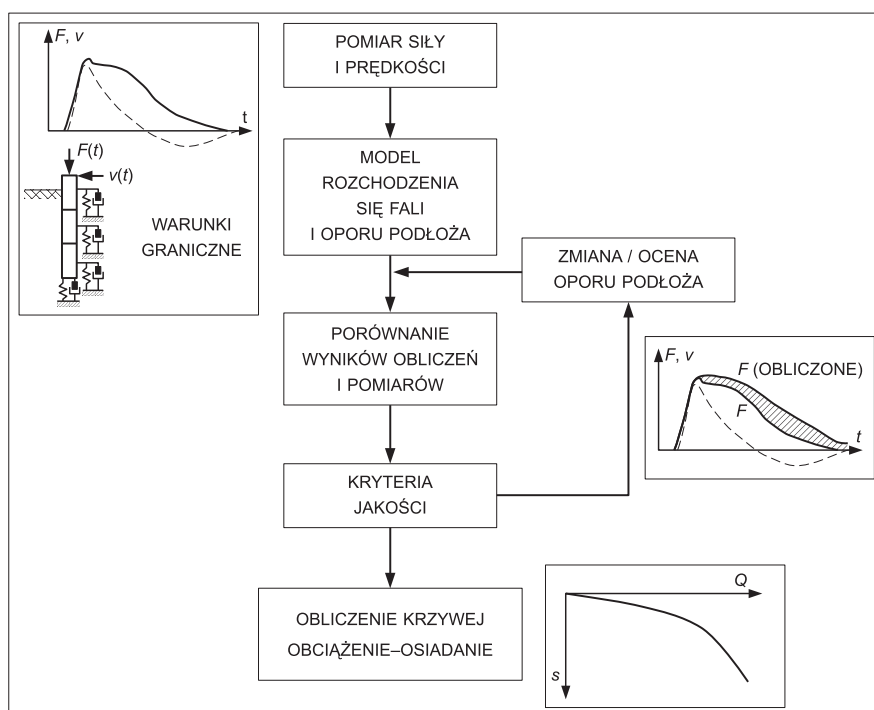 F, v
t
F(t)
v(t)
WARUNKI
GRANICZNE
POMIAR SIŁY
I PRĘDKOŚCI
MODEL
ROZCHODZENIA
SIĘ FALI
I OPORU PODŁOŻA
ZMIANA / OCENA
OPORU PODŁOŻA
PORÓWNANIE
WYNIKÓW OBLICZEŃ
I POMIARÓW
F, v
F (OBLICZONE)
F
t
KRYTERIA
JAKOŚCI
OBLICZENIE KRZYWEJ
OBCIĄŻENIE–OSIADANIE
Q
s